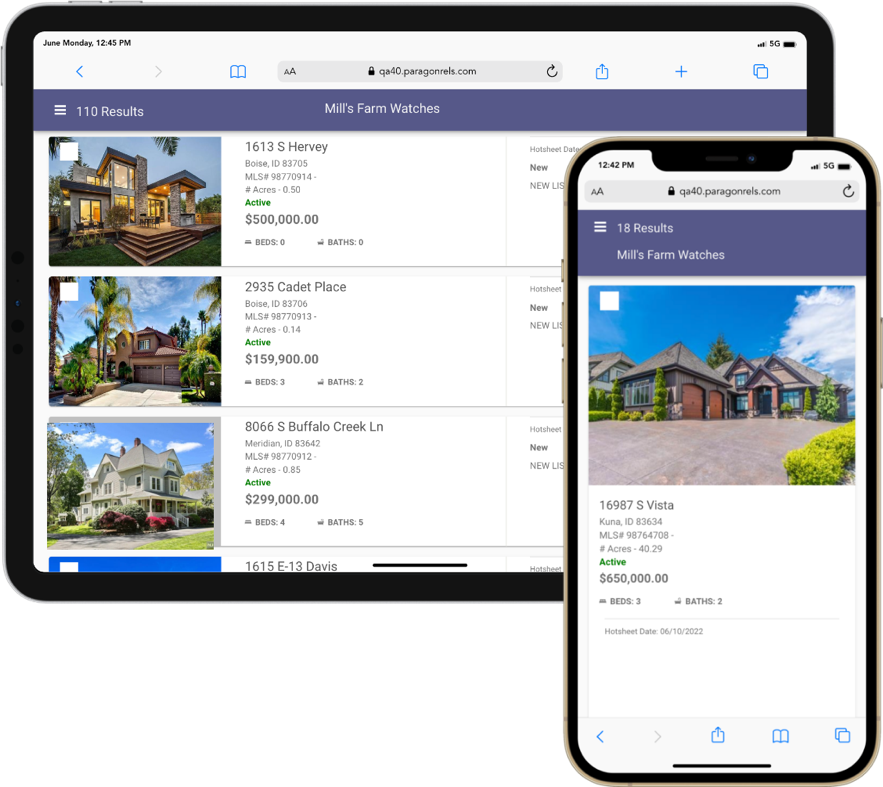 June Monday, 12:45 PM
5G
AA
qa40.paragonrels.com
110 Results
Mill's Farm Watches
1613 S Hervey
Boise, ID 83705
MLS# 98770914 -
# Acres - 0.50
Active
$500,000.00
BEDS: 0
BATHS: 0
Hotsheet Date
New
NEW LIS
2935 Cadet Place
Boise, ID 83706
MLS# 98770913 -
# Acres - 0.14
Active
$159,900.00
BEDS: 3
BATHS: 2
Hotsheet
New
NEW LIS
8066 S Buffalo Creek Ln
Meridian, ID 83642
MLS# 98770912 -
# Acres - 0.85
Active
$299,000.00
BEDS: 4
BATHS: 5
Hotsheet
New
NEW LIS
1615 E-13 Davis
Hotsheet
12:42 PM
5G
AA
qa40.paragonrels.com
18 Results
Mill's Farm Watches
16987 S Vista
Kuna, ID 83634
MLS# 98764708 -
# Acres - 40.29
Active
$650,000.00
BEDS: 3
BATHS: 2
Hotsheet Date: 06/10/2022